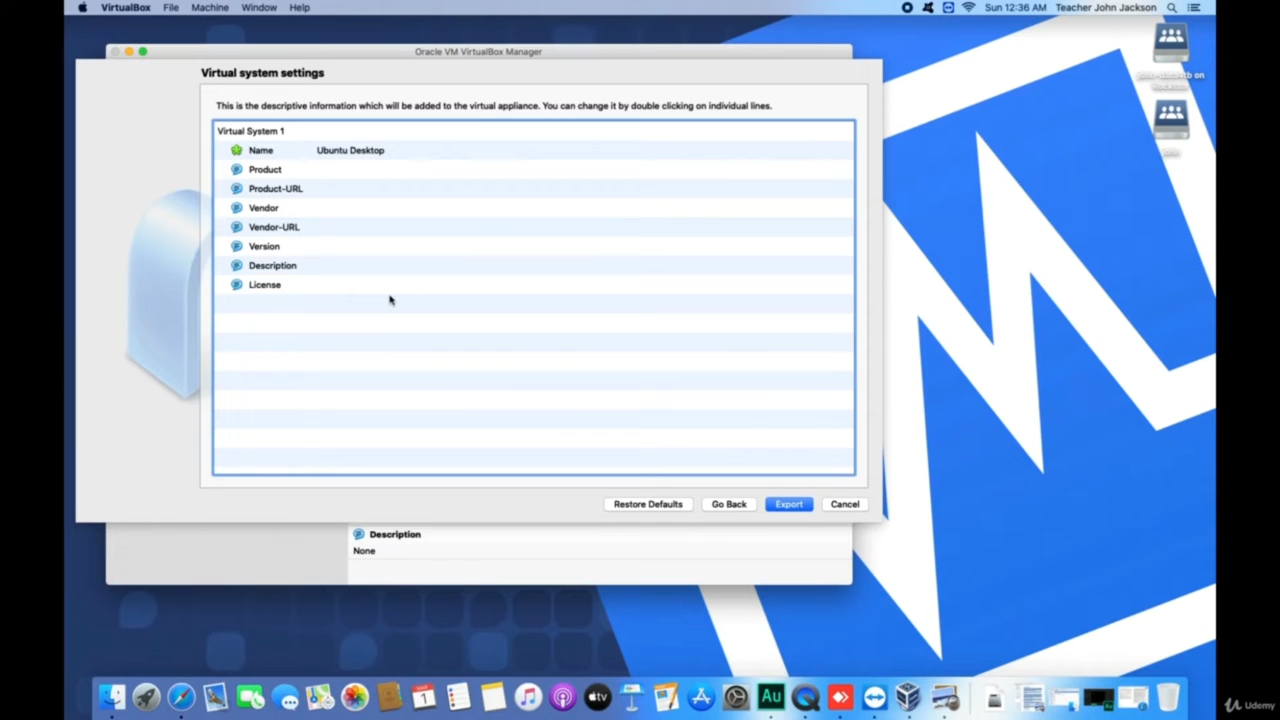 VirtualBox File Machine Window Help Sun 12:36 AM Teacher John Jackson
Oracle VM VirtualBox Manager
Virtual system settings
This is the descriptive information which will be added to the virtual appliance. You can change it by double clicking on individual lines.
Virtual System 1
Name Ubuntu Desktop
Product
Product-URL
Vendor
Vendor-URL
Version
Description
License
Restore Defaults Go Back Export Cancel
Description
None
tv
1
Au
Udemy